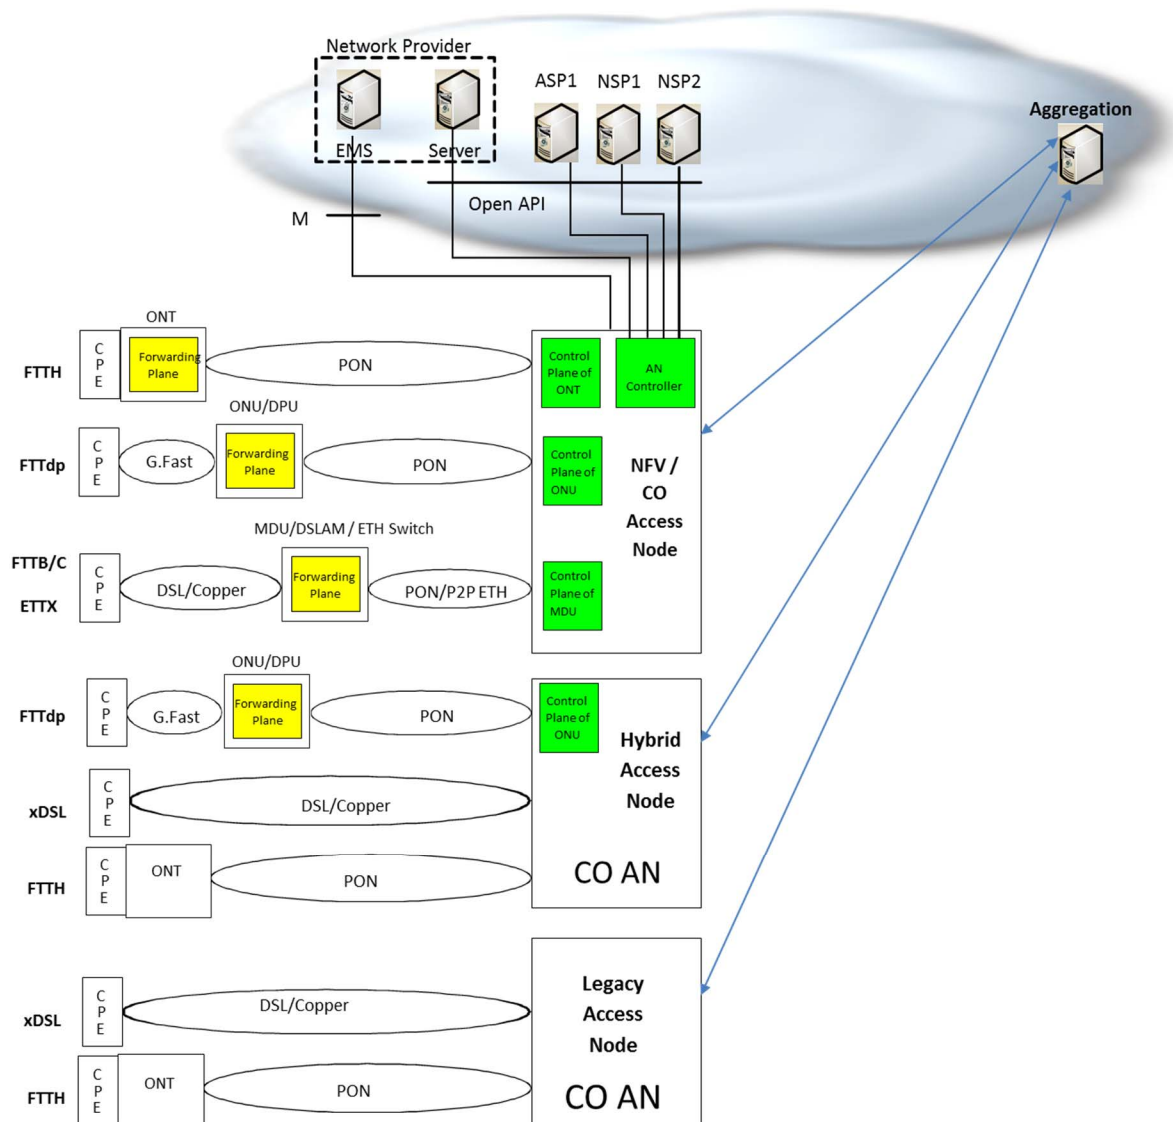 Network Provider
ASP1
NSP1
NSP2
Aggregation
EMS
Server
Open API
M
ONT
FTTH
C
P
E
Forwarding
Plane
PON
Control
Plane of
ONT
AN
Controller
ONU/DPU
FTTdp
C
P
E
G.Fast
Forwarding
Plane
PON
Control
Plane of
ONU
NFV /
CO
Access
Node
MDU/DSLAM / ETH Switch
FTTB/C
ETTX
C
P
E
DSL/Copper
Forwarding
Plane
PON/P2P ETH
Control
Plane of
MDU
ONU/DPU
FTTdp
C
P
E
G.Fast
Forwarding
Plane
PON
Control
Plane of
ONU
Hybrid
Access
Node
xDSL
C
P
E
DSL/Copper
FTTH
C
P
E
ONT
PON
CO AN
xDSL
C
P
E
DSL/Copper
Legacy
Access
Node
FTTH
C
P
E
ONT
PON
CO AN